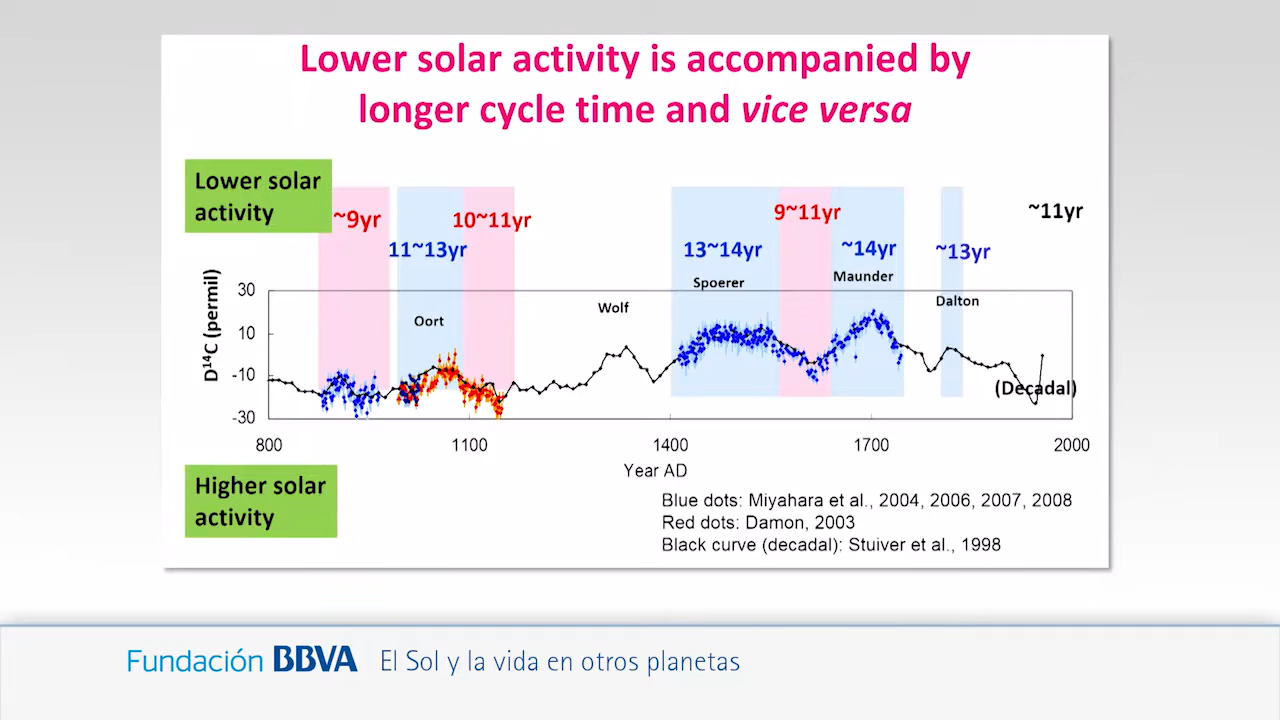 Lower solar activity is accompanied by
longer cycle time and vice versa
Lower solar
activity
~9yr
11~13yr
10~11yr
13~14yr
9~11yr
~14yr
~13yr
~11yr
Spoerer
Maunder
Dalton
Wolf
Oort
D14C (permil)
30
10
-10
-30
(Decadal)
800
1100
1400
1700
2000
Year AD
Higher solar
activity
Blue dots: Miyahara et al., 2004, 2006, 2007, 2008
Red dots: Damon, 2003
Black curve (decadal): Stuiver et al., 1998
Fundación BBVA El Sol y la vida en otros planetas